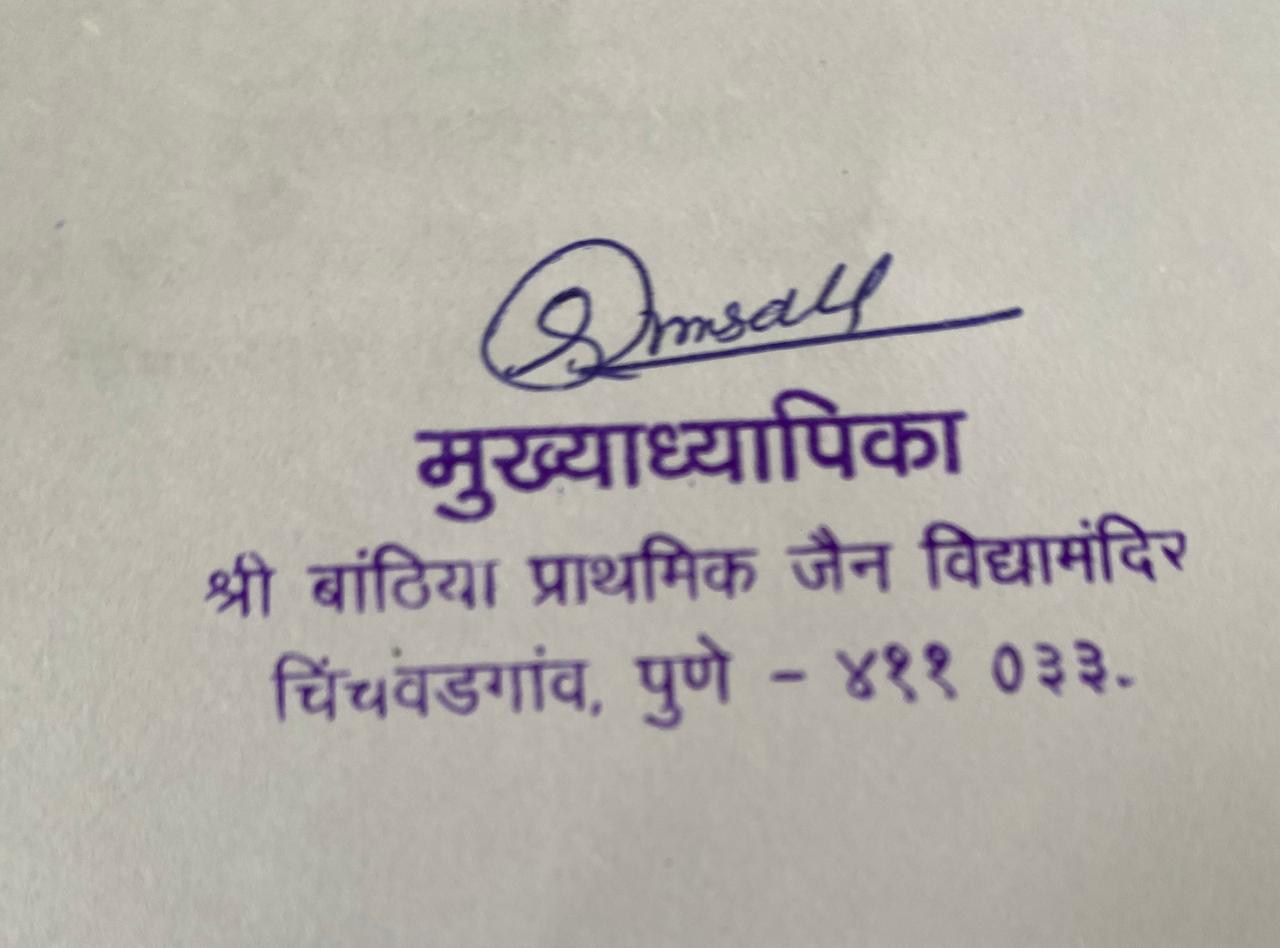 मुख्याध्यापिका
श्री बांठिया प्राथमिक जैन विद्यामंदिर
चिंचवडगांव, पुणे - ४११ ०३३.